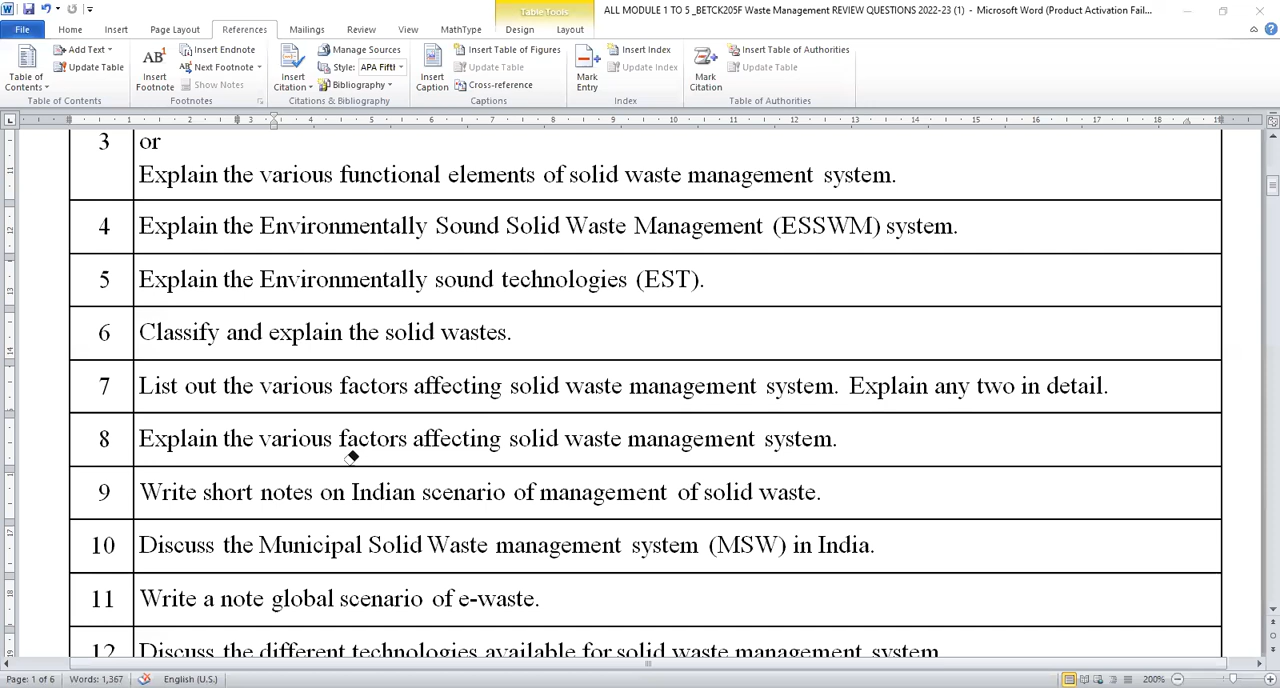 Table Tools
ALL MODULE 1 TO 5 _BETCK205F Waste Management REVIEW QUESTIONS 2022-23 (1) - Microsoft Word (Product Activation Fail...
File Home Insert Page Layout References Mailings Review View MathType Design Layout
Table of Contents
Add Text
Update Table
Table of Contents
AB1
Insert Footnote
Insert Endnote
Next Footnote
Show Notes
Footnotes
Insert Citation
Manage Sources
Style: APA Fift
Bibliography
Citations & Bibliography
Insert Caption
Insert Table of Figures
Update Table
Cross-reference
Captions
Mark Entry
Insert Index
Update Index
Index
Mark Citation
Insert Table of Authorities
Update Table
Table of Authorities
3 or
Explain the various functional elements of solid waste management system.
4 Explain the Environmentally Sound Solid Waste Management (ESSWM) system.
5 Explain the Environmentally sound technologies (EST).
6 Classify and explain the solid wastes.
7 List out the various factors affecting solid waste management system. Explain any two in detail.
8 Explain the various factors affecting solid waste management system.
9 Write short notes on Indian scenario of management of solid waste.
10 Discuss the Municipal Solid Waste management system (MSW) in India.
11 Write a note global scenario of e-waste.
12 Discuss the different technologies available for solid waste management system
Page: 1 of 6 Words: 1,367 English (U.S.) 200%